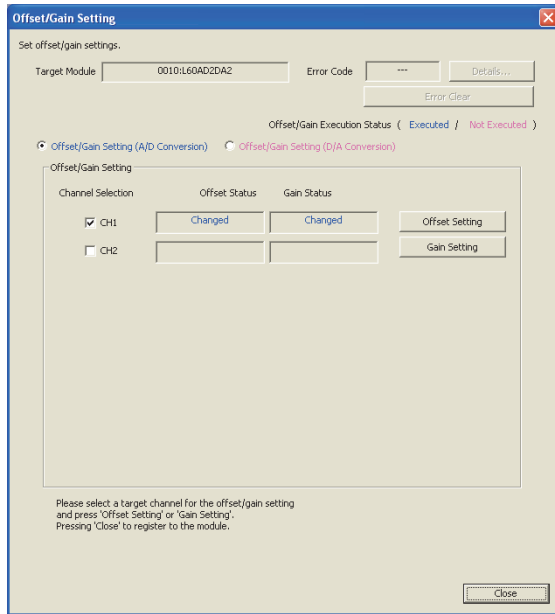 Offset/Gain Setting
Set offset/gain settings.
Target Module 0010:L60AD2DA2 Error Code --- Details...
Error Clear
Offset/Gain Execution Status ( Executed / Not Executed )
Offset/Gain Setting (A/D Conversion) Offset/Gain Setting (D/A Conversion)
Offset/Gain Setting
Channel Selection Offset Status Gain Status
CH1 Changed Changed Offset Setting
CH2 Gain Setting
Please select a target channel for the offset/gain setting
and press 'Offset Setting' or 'Gain Setting'.
Pressing 'Close' to register to the module.
Close